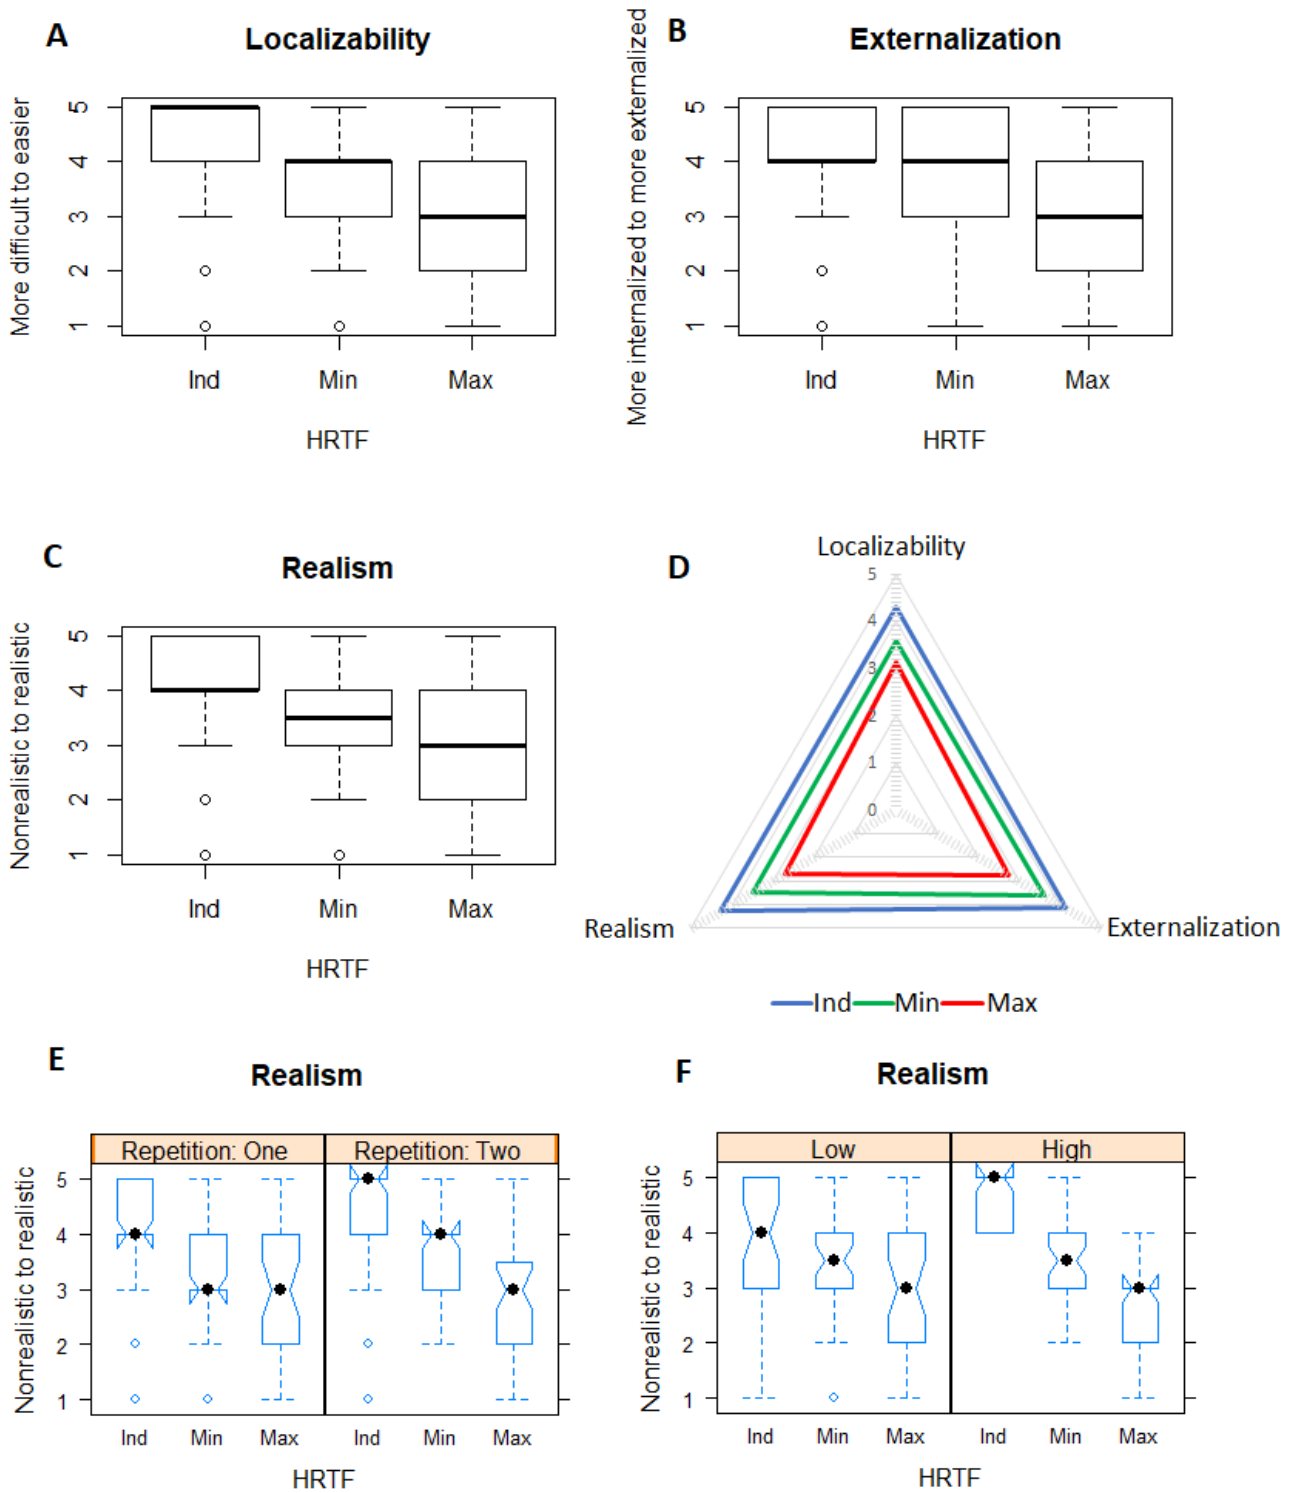 A
Localizability
More difficult to easier
5
4
3
2
1
Ind Min Max
HRTF
B
Externalization
More internalized to more externalized
5
4
3
2
1
Ind Min Max
HRTF
C
Realism
Nonrealistic to realistic
5
4
3
2
1
Ind Min Max
HRTF
D
Localizability
5
4
3
2
1
0
Realism
Externalization
Ind Min Max
E
Realism
Repetition: One Repetition: Two
Nonrealistic to realistic
5
4
3
2
1
Ind Min Max Ind Min Max
HRTF
F
Realism
Low High
Nonrealistic to realistic
5
4
3
2
1
Ind Min Max Ind Min Max
HRTF